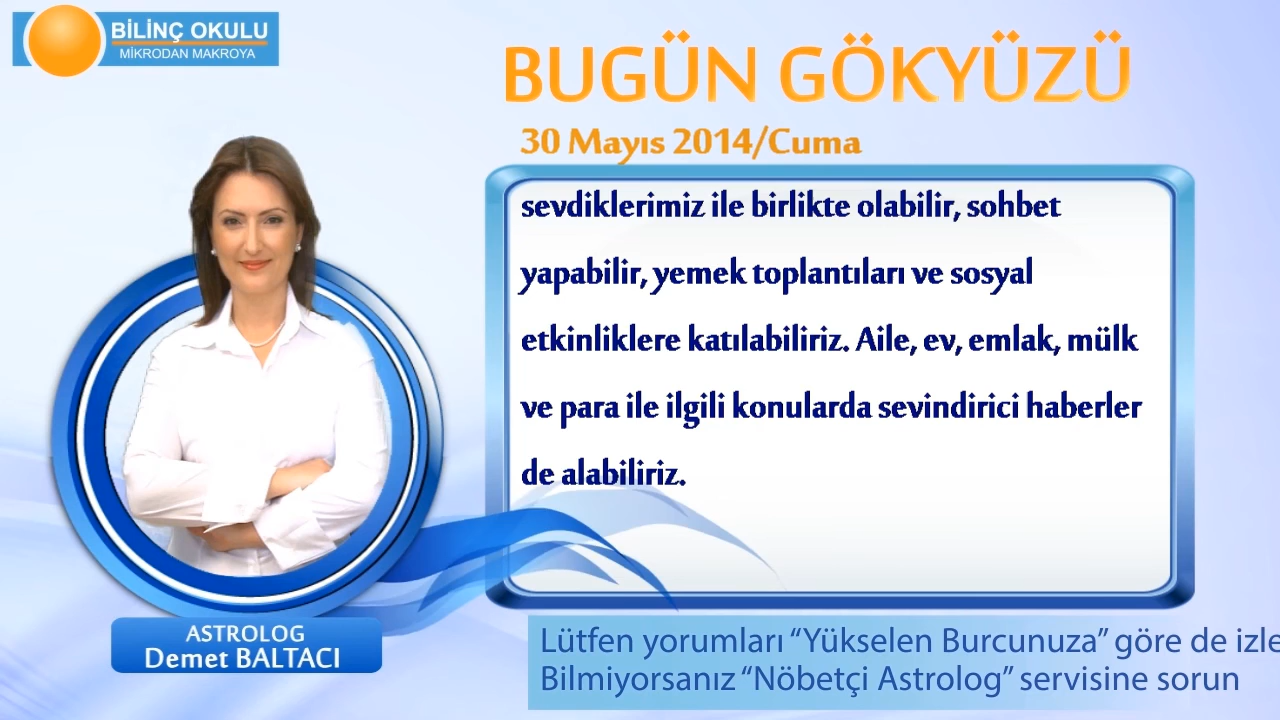 BİLİNÇ OKULU
MİKRODAN MAKROYA
BUGÜN GÖKYÜZÜ
30 Mayıs 2014/Cuma
sevdiklerimiz ile birlikte olabilir, sohbet
yapabilir, yemek toplantıları ve sosyal
etkinliklere katılabiliriz. Aile, ev, emlak, mülk
ve para ile ilgili konularda sevindirici haberler
de alabiliriz.
ASTROLOG
Demet BALTACI
Lütfen yorumları “Yükselen Burcunuza” göre de izle
Bilmiyorsanız “Nöbetçi Astrolog” servisine sorun